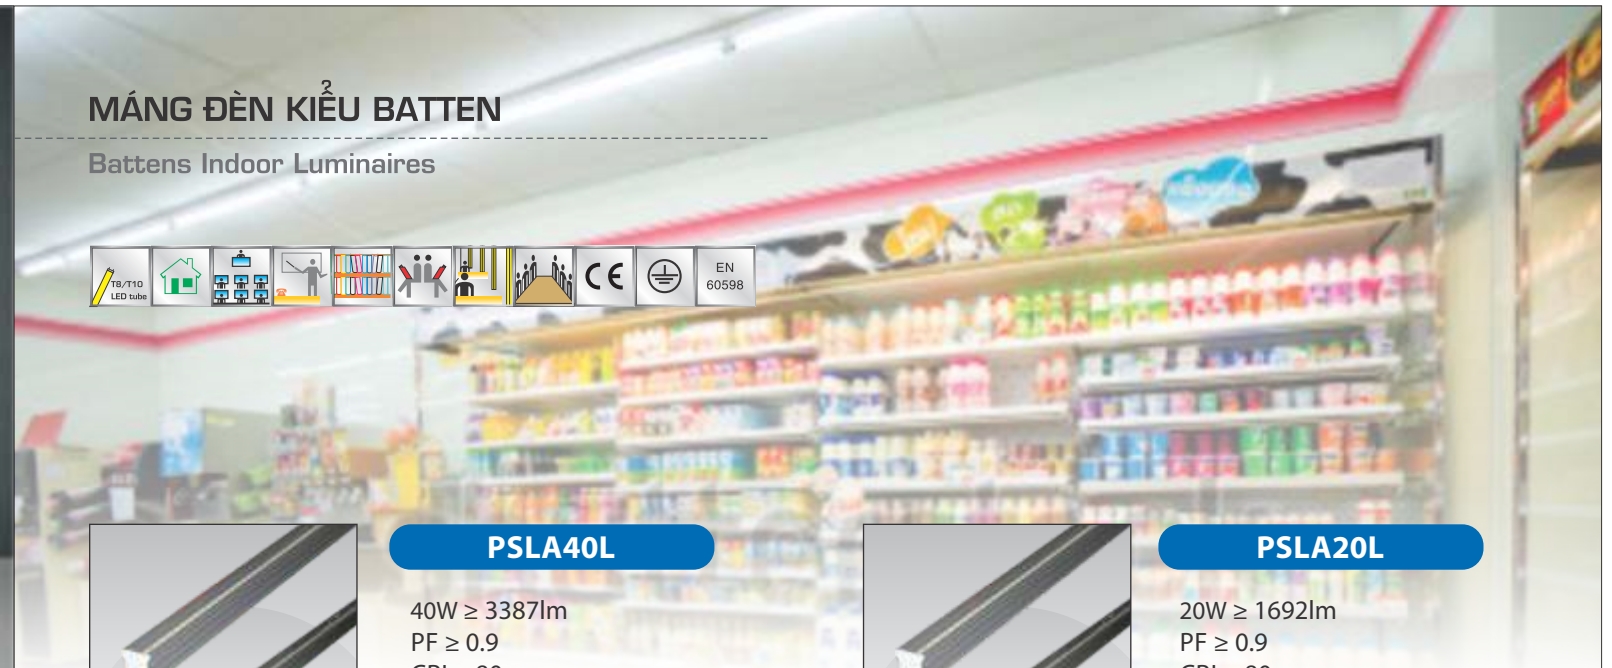 MÁNG ĐÈN KIỂU BATTEN
Battens Indoor Luminaires
T8/T10
LED tube
CE
EN
60598
PSLA40L
40W ≥ 3387lm
PF ≥ 0.9
PSLA20L
20W ≥ 1692lm
PF ≥ 0.9